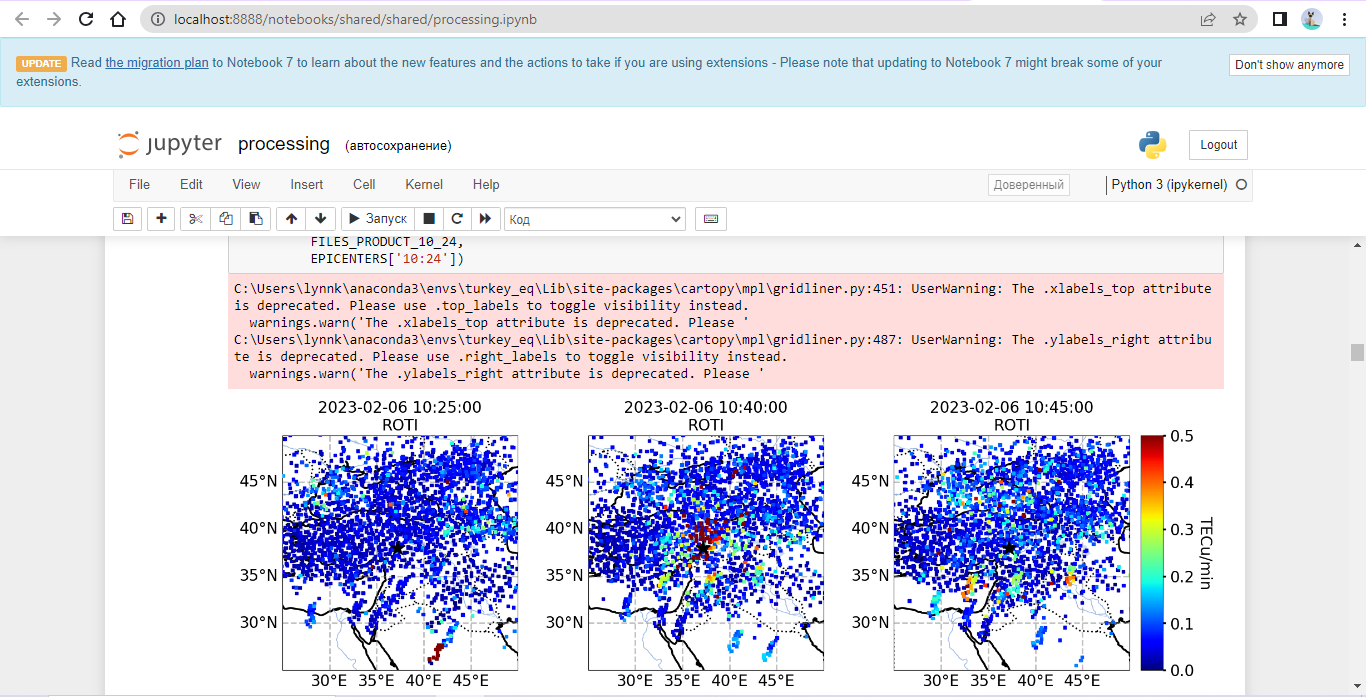 localhost:8888/notebooks/shared/shared/processing.ipynb
UPDATE Read the migration plan to Notebook 7 to learn about the new features and the actions to take if you are using extensions - Please note that updating to Notebook 7 might break some of your
extensions.
Don't show anymore
jupyter processing (автосохранение)
Logout
File Edit View Insert Cell Kernel Help
Доверенный Python 3 (ipykernel)
Запуск Код
FILES_PRODUCT_10_24,
EPICENTERS['10:24'])
C:\Users\lynnk\anaconda3\envs\turkey_eq\Lib\site-packages\cartopy\mpl\gridliner.py:451: UserWarning: The .xlabels_top attribute
is deprecated. Please use .top_labels to toggle visibility instead.
warnings.warn('The .xlabels_top attribute is deprecated. Please '
C:\Users\lynnk\anaconda3\envs\turkey_eq\Lib\site-packages\cartopy\mpl\gridliner.py:487: UserWarning: The .ylabels_right attribu
te is deprecated. Please use .right_labels to toggle visibility instead.
warnings.warn('The .ylabels_right attribute is deprecated. Please '
2023-02-06 10:25:00 2023-02-06 10:40:00 2023-02-06 10:45:00
ROTI ROTI ROTI
0.5
45°N 45°N 45°N
0.4
40°N 40°N 40°N
0.3
TECu/min
35°N 35°N 35°N
0.2
30°N 30°N 30°N
0.1
0.0
30°E 35°E 40°E 45°E 30°E 35°E 40°E 45°E 30°E 35°E 40°E 45°E